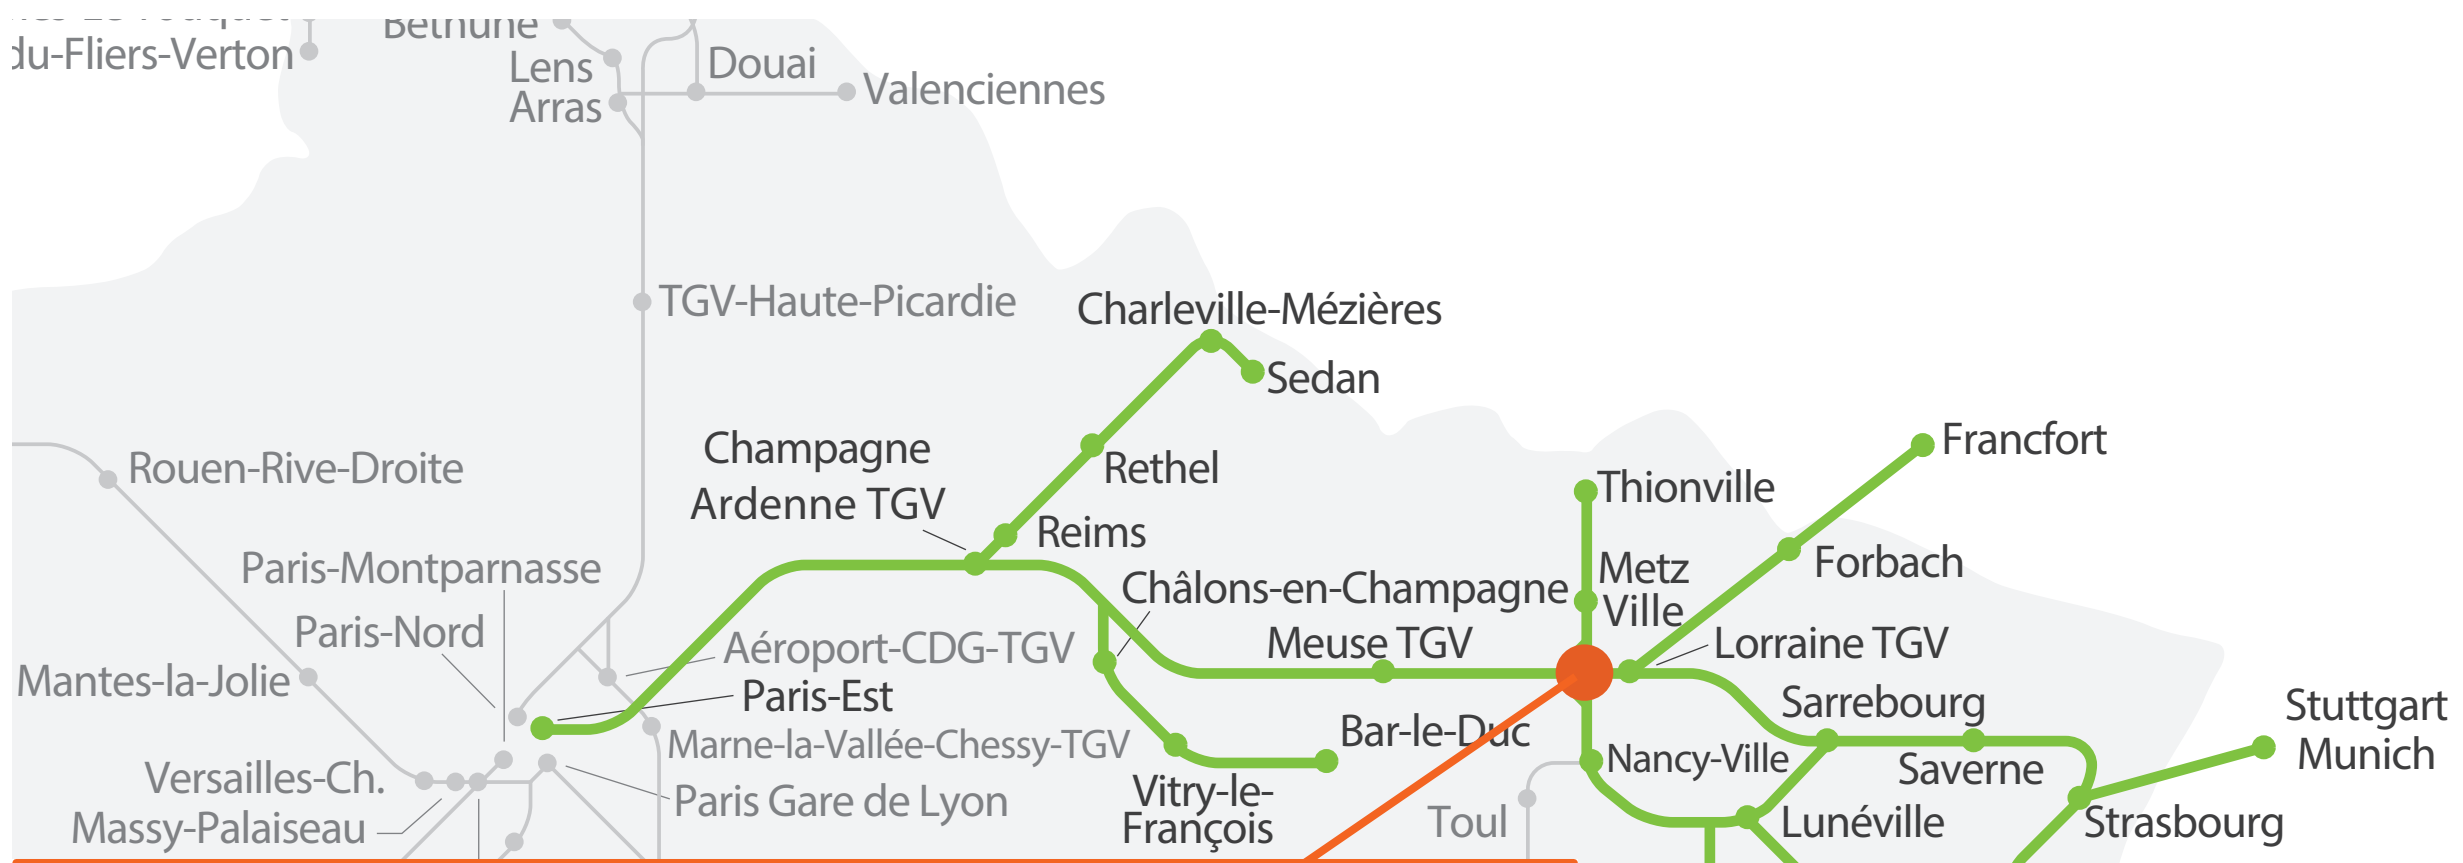 du-Fliers-Verton
Béthune
Lens
Arras
Douai
Valenciennes
TGV-Haute-Picardie
Charleville-Mézières
Sedan
Rethel
Champagne
Ardenne TGV
Reims
Rouen-Rive-Droite
Paris-Montparnasse
Paris-Nord
Mantes-la-Jolie
Versailles-Ch.
Massy-Palaiseau
Aéroport-CDG-TGV
Paris-Est
Marne-la-Vallée-Chessy-TGV
Paris Gare de Lyon
Châlons-en-Champagne
Meuse TGV
Bar-le-Duc
Vitry-le-
François
Thionville
Metz
Ville
Francfort
Forbach
Lorraine TGV
Nancy-Ville
Toul
Sarrebourg
Saverne
Lunéville
Stuttgart
Munich
Strasbourg